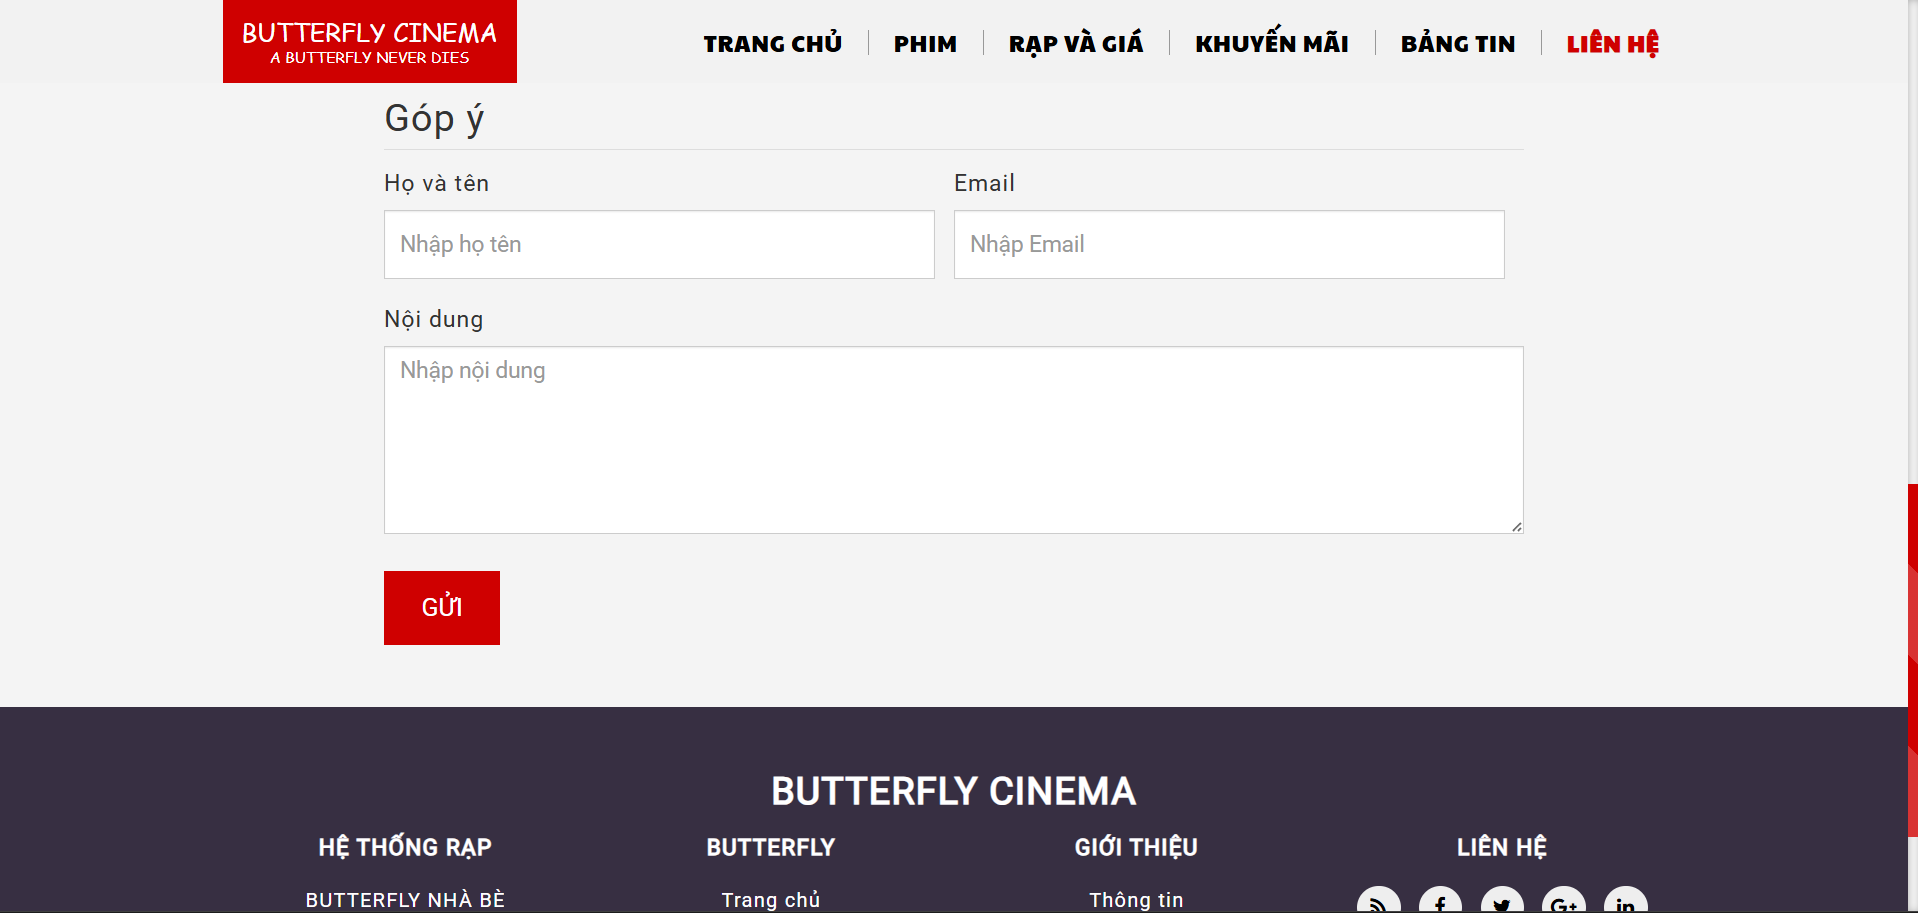 BUTTERFLY CINEMA
A BUTTERFLY NEVER DIES
TRANG CHỦ PHIM RẠP VÀ GIÁ KHUYẾN MÃI BẢNG TIN LIÊN HỆ
Góp ý
Họ và tên Email
Nhập họ tên Nhập Email
Nội dung
Nhập nội dung
GỬI
BUTTERFLY CINEMA
HỆ THỐNG RẠP BUTTERFLY GIỚI THIỆU LIÊN HỆ
BUTTERFLY NHÀ BÈ Trang chủ Thông tin